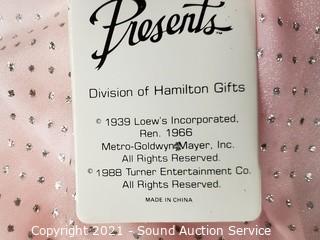 Presents™
Division of Hamilton Gifts
© 1939 Loew's Incorporated,
Ren. 1966
Metro-Goldwyn-Mayer, Inc.
All Rights Reserved.
© 1988 Turner Entertainment Co.
All Rights Reserved.
MADE IN CHINA
Copyright 2021 - Sound Auction Service